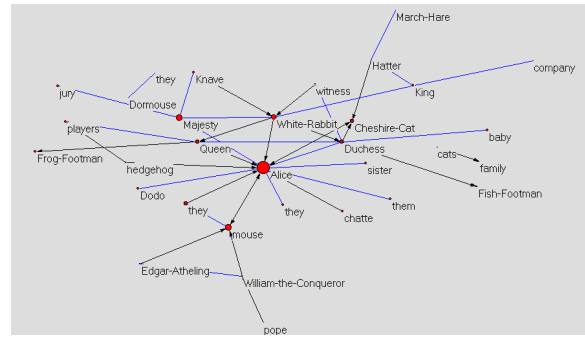 March-Hare
Hatter
company
they
Knave
jury
Dormouse
witness
King
Majesty
White-Rabbit
Cheshire-Cat
players
baby
Queen
Duchess
cats
Frog-Footman
hedgehog
sister
family
Alice
Dodo
Fish-Footman
them
they
they
chatte
mouse
Edgar-Atheling
William-the-Conqueror
pope